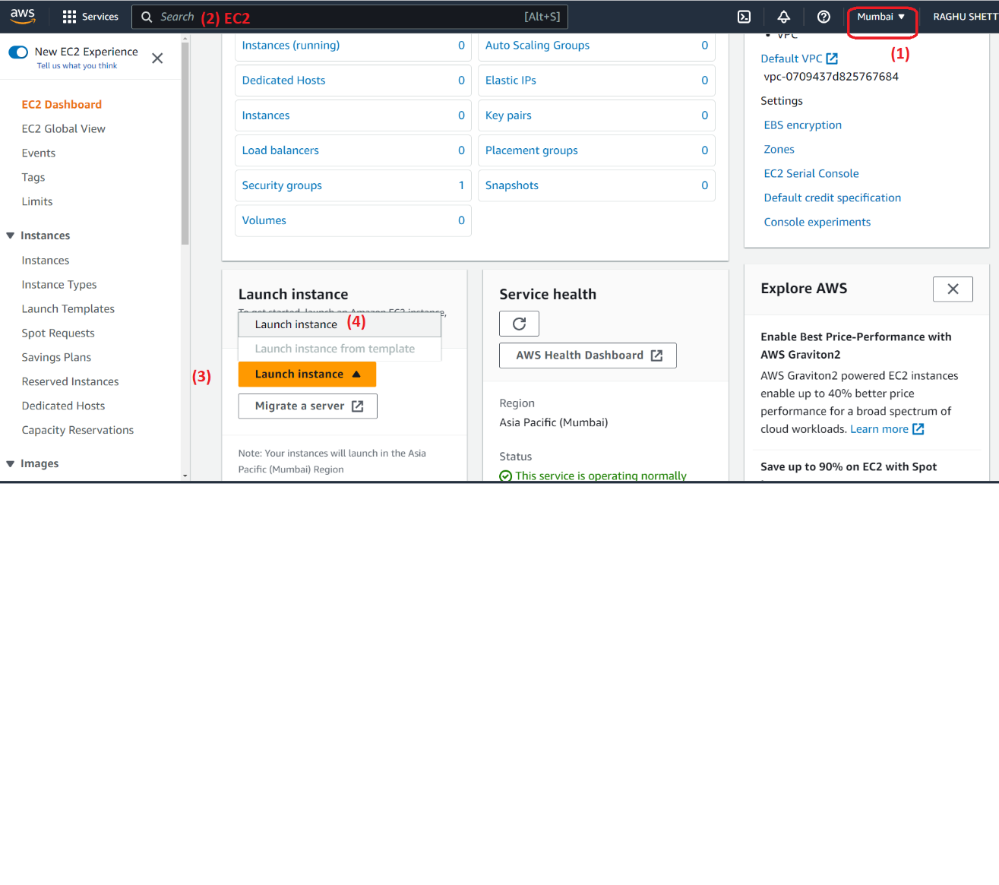 aws
Services
Search (2) EC2 [Alt+S]
Mumbai ▼
RAGHU SHETT
(1)
New EC2 Experience
Tell us what you think
EC2 Dashboard
EC2 Global View
Events
Tags
Limits
Instances
Instances
Instance Types
Launch Templates
Spot Requests
Savings Plans
Reserved Instances
Dedicated Hosts
Capacity Reservations
Images
Instances (running) 0
Auto Scaling Groups 0
Dedicated Hosts 0
Elastic IPs 0
Instances 0
Key pairs 0
Load balancers 0
Placement groups 0
Security groups 1
Snapshots 0
Volumes 0
• VPC
Default VPC
vpc-0709437d825767684
Settings
EBS encryption
Zones
EC2 Serial Console
Default credit specification
Console experiments
Launch instance
To get started, launch an Amazon EC2 instance,
Launch instance (4)
Launch instance from template
(3) Launch instance ▲
Migrate a server
Note: Your instances will launch in the Asia
Pacific (Mumbai) Region
Service health
AWS Health Dashboard
Region
Asia Pacific (Mumbai)
Status
This service is operating normally
Explore AWS
Enable Best Price-Performance with
AWS Graviton2
AWS Graviton2 powered EC2 instances
enable up to 40% better price
performance for a broad spectrum of
cloud workloads. Learn more
Save up to 90% on EC2 with Spot